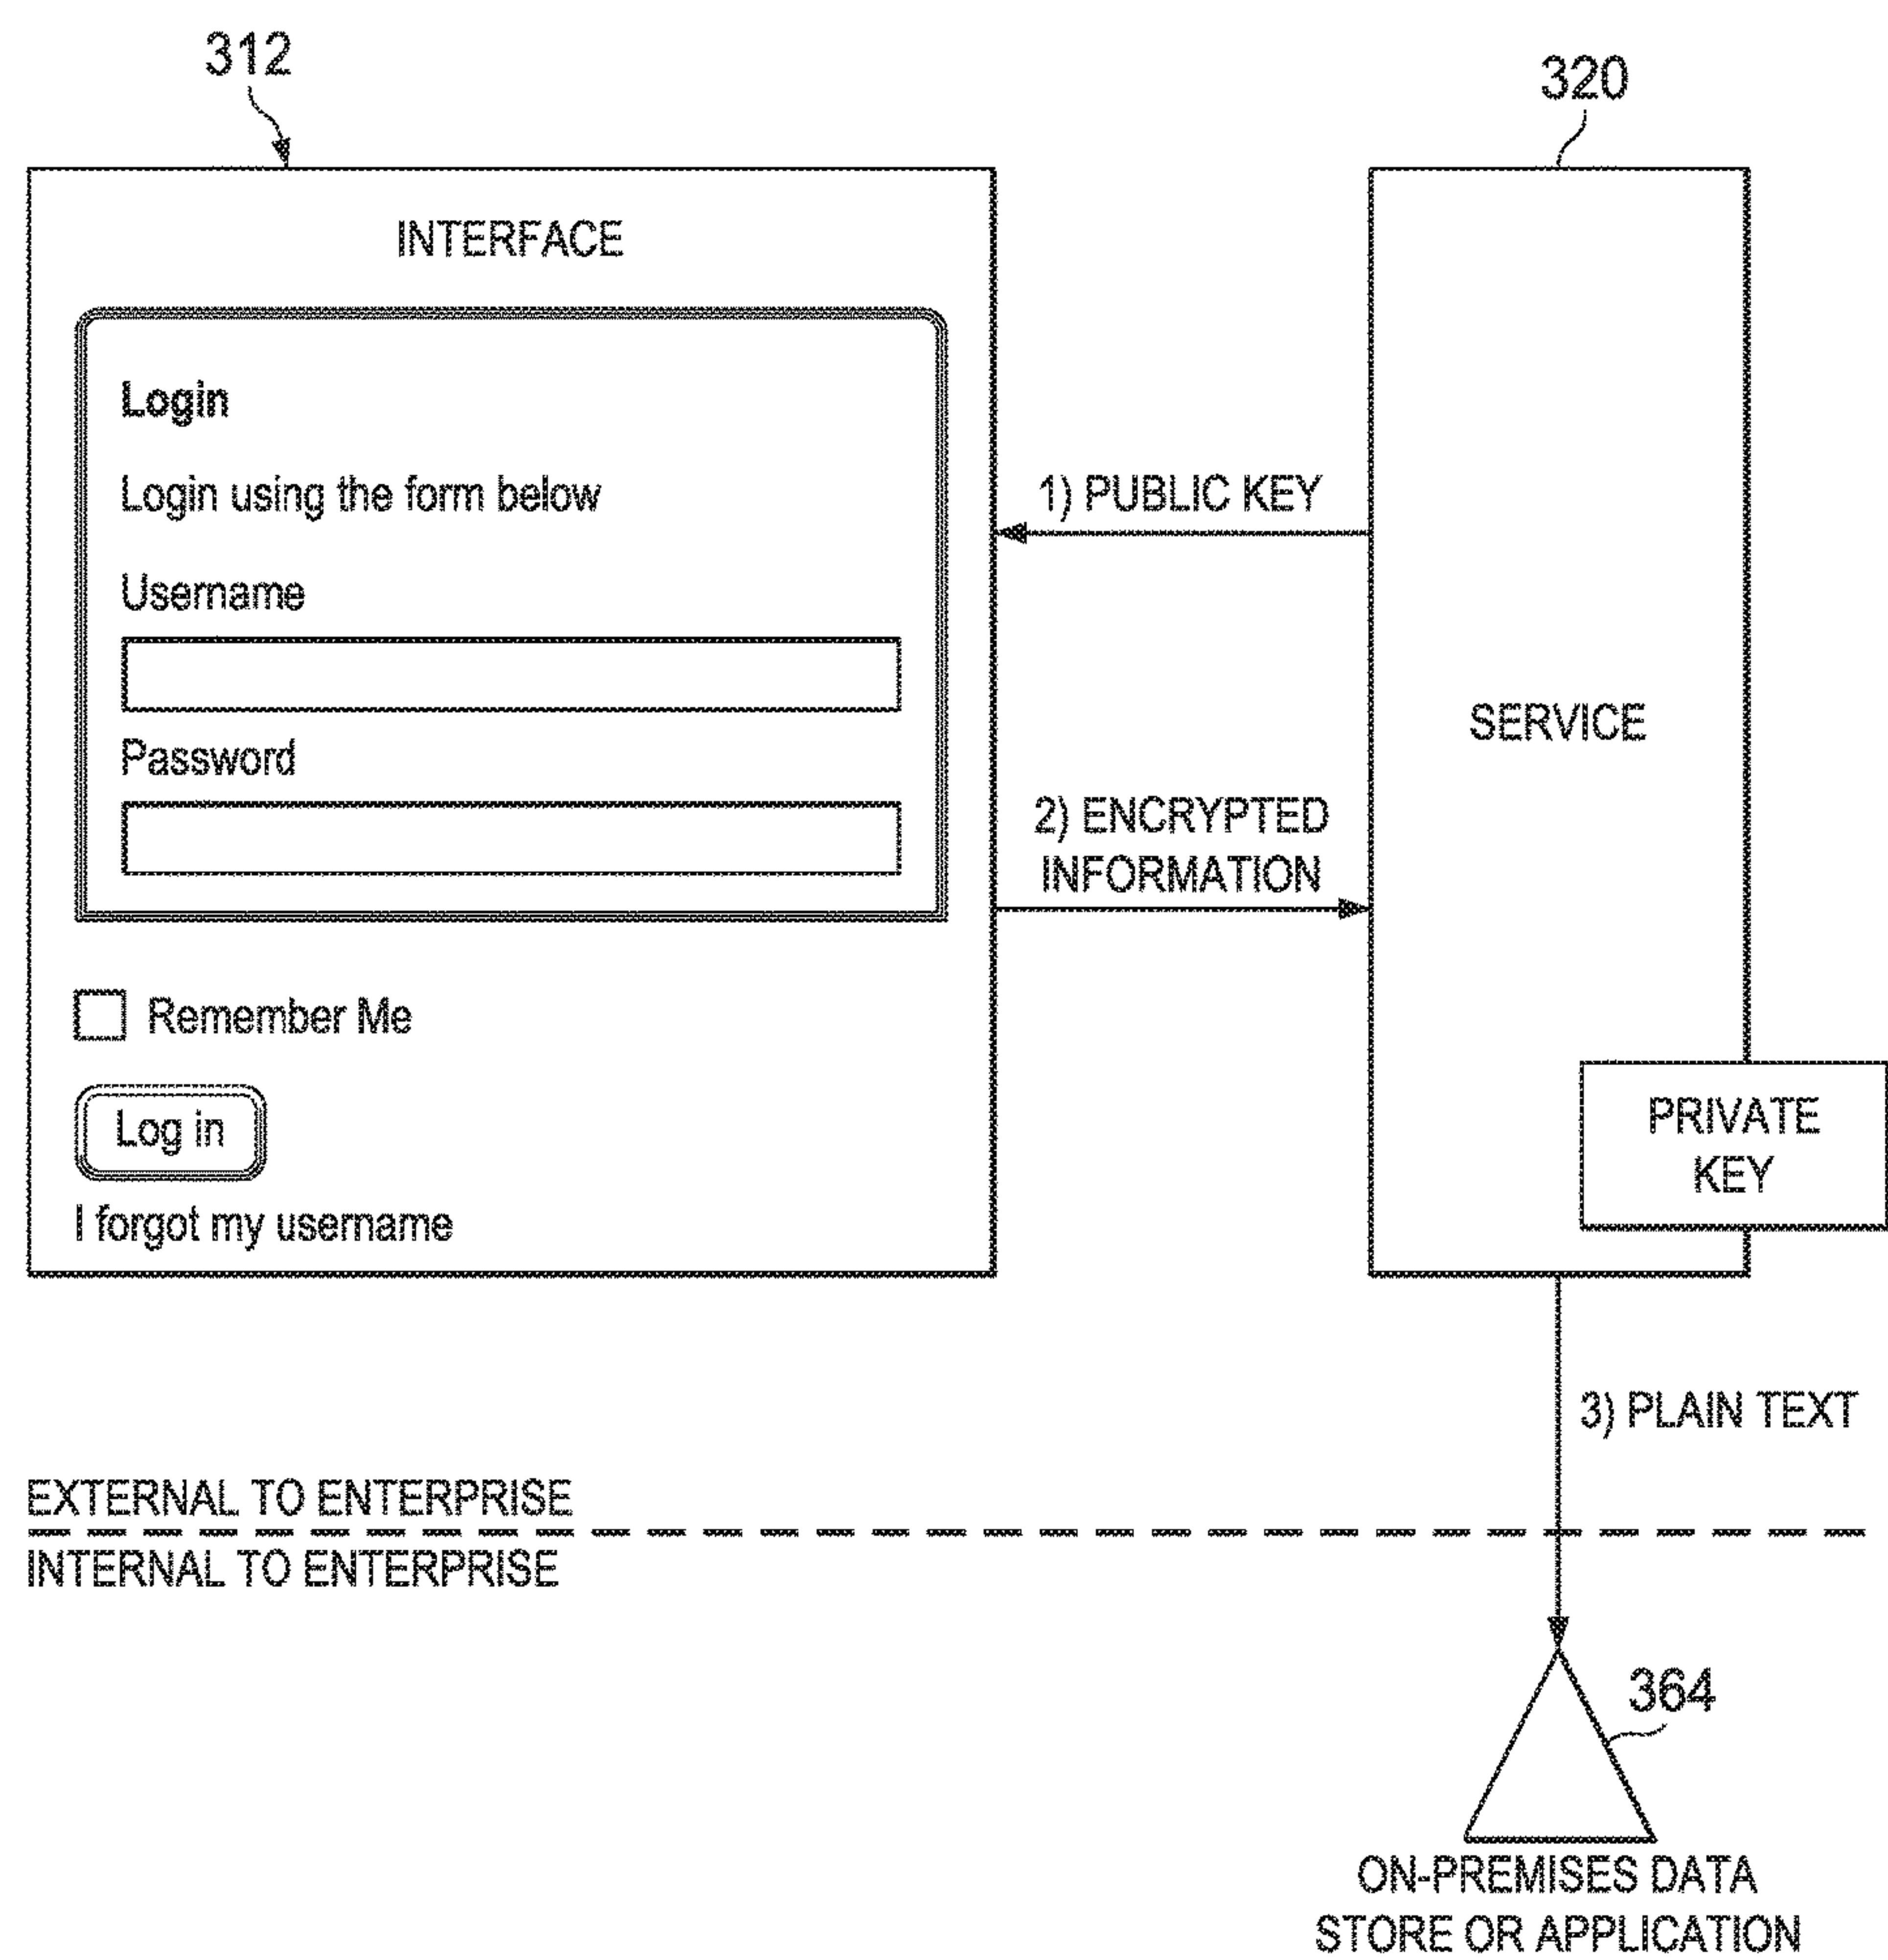 312
320
INTERFACE
Login
Login using the form below
Username
Password
Remember Me
Log in
I forgot my username
1) PUBLIC KEY
2) ENCRYPTED
INFORMATION
SERVICE
PRIVATE
KEY
3) PLAIN TEXT
EXTERNAL TO ENTERPRISE
INTERNAL TO ENTERPRISE
364
ON-PREMISES DATA
STORE OR APPLICATION